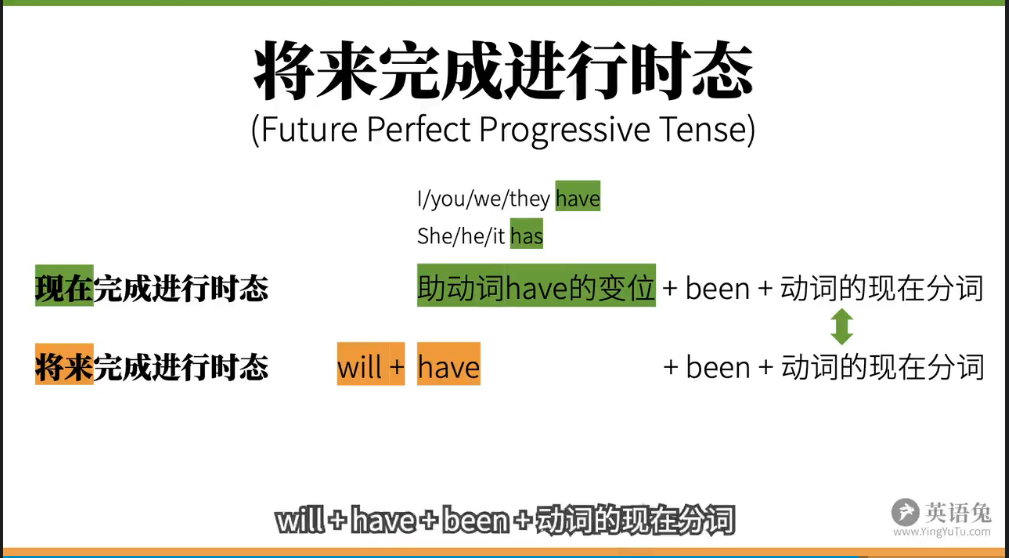 将来完成进行时态
(Future Perfect Progressive Tense)
I/you/we/they have
She/he/it has
现在完成进行时态 助动词have的变位 + been + 动词的现在分词
将来完成进行时态 will + have + been + 动词的现在分词
will + have + been + 动词的现在分词
英语兔
www.YingYuTu.com